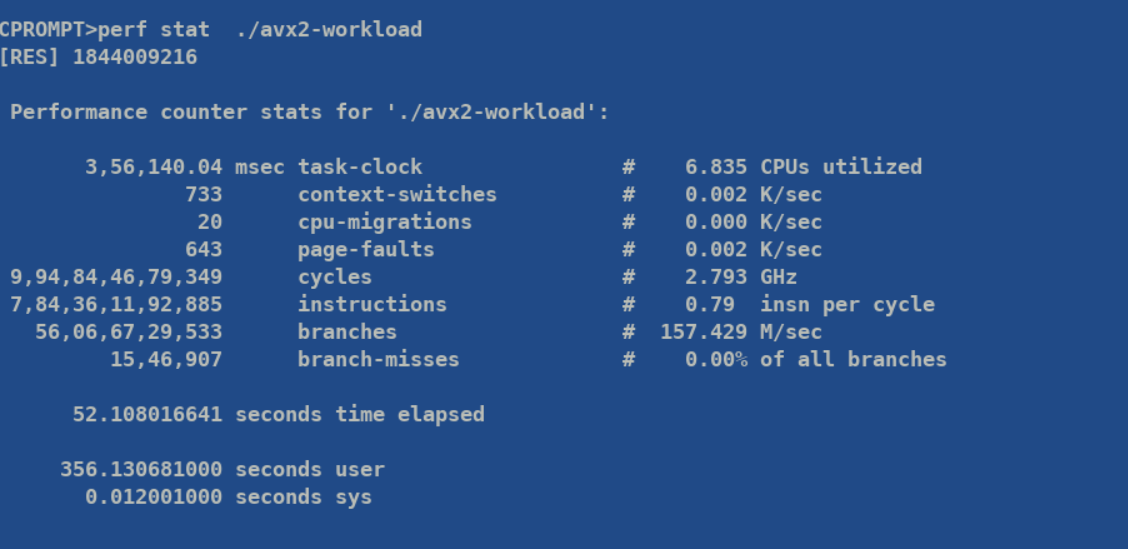 CPROMPT>perf stat  ./avx2-workload
[RES] 1844009216
Performance counter stats for './avx2-workload':
3,56,140.04 msec task-clock                #    6.835 CPUs utilized
733      context-switches          #    0.002 K/sec
20      cpu-migrations            #    0.000 K/sec
643      page-faults               #    0.002 K/sec
9,94,84,46,79,349      cycles                    #    2.793 GHz
7,84,36,11,92,885      instructions              #    0.79  insn per cycle
56,06,67,29,533      branches                  #  157.429 M/sec
15,46,907      branch-misses             #    0.00% of all branches
52.108016641 seconds time elapsed
356.130681000 seconds user
0.012001000 seconds sys